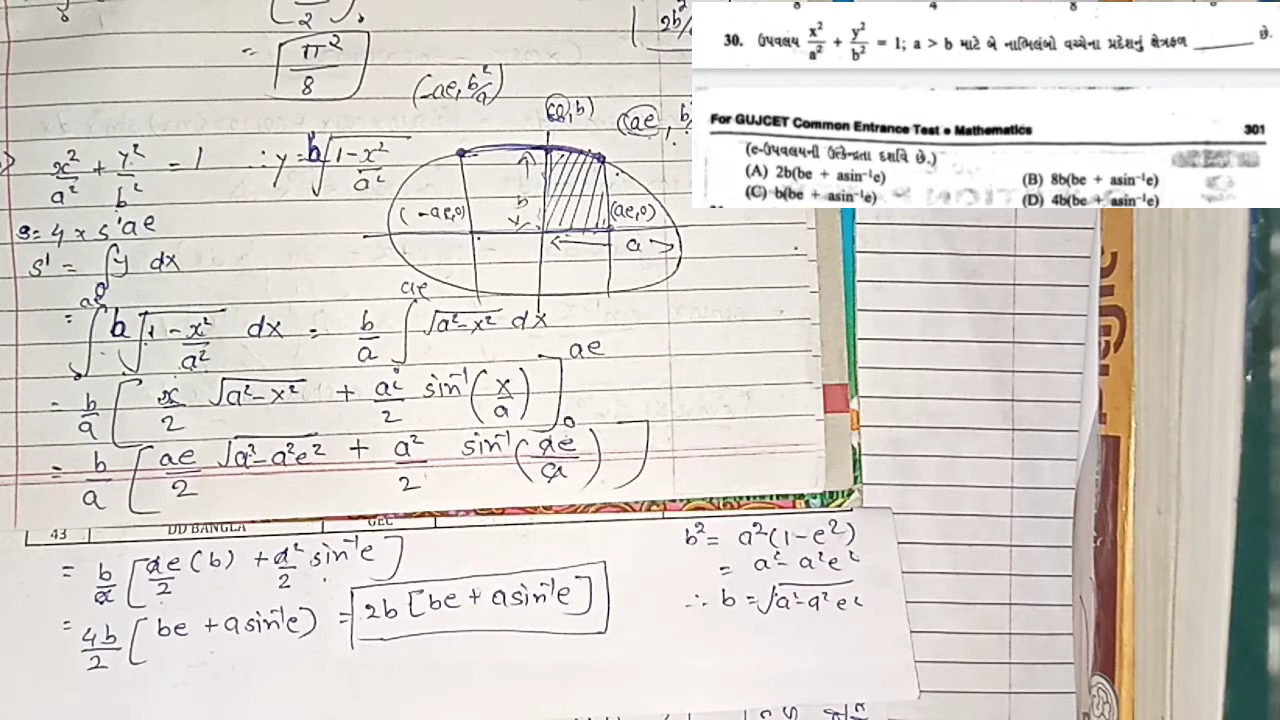 30. ઉપવલય x²/a² + y²/b² = 1; a > b માટે બે નાભિલંબો વચ્ચેના પ્રદેશનું ક્ષેત્રફળ ________ છે.
For GUJCET Common Entrance Test • Mathematics 301
(e-ઉપવલયની ઉત્કેન્દ્રતા દર્શાવે છે.)
(A) 2b(be + asin⁻¹e) (B) 8b(be + asin⁻¹e)
(C) b(be + asin⁻¹e) (D) 4b(be + asin⁻¹e)
= π²/8
(-ae, b²/a) (0, b) (ae, b
x²/a² + y²/b² = 1 ∴ y = b√(1-x²/a²)
(-ae,0) b (ae,0) a
s = 4 × s' ae
s' = ∫₀ y dx
= ∫₀^ae b√(1-x²/a²) dx = b/a ∫₀^ae √a²-x² dx
= b/a [ x/2 √a²-x² + a²/2 sin⁻¹(x/a) ]₀^ae
= b/a [ ae/2 √a²-a²e² + a²/2 sin⁻¹(ae/a) ]
43 DD BANGLA GEC
= b/a [ae/2 (b) + a²/2 sin⁻¹e]
= 4b/2 [be + a sin⁻¹e) = 2b[be + a sin⁻¹e]
b² = a²(1-e²)
= a²-a²e²
∴ b = √a²-a²e²